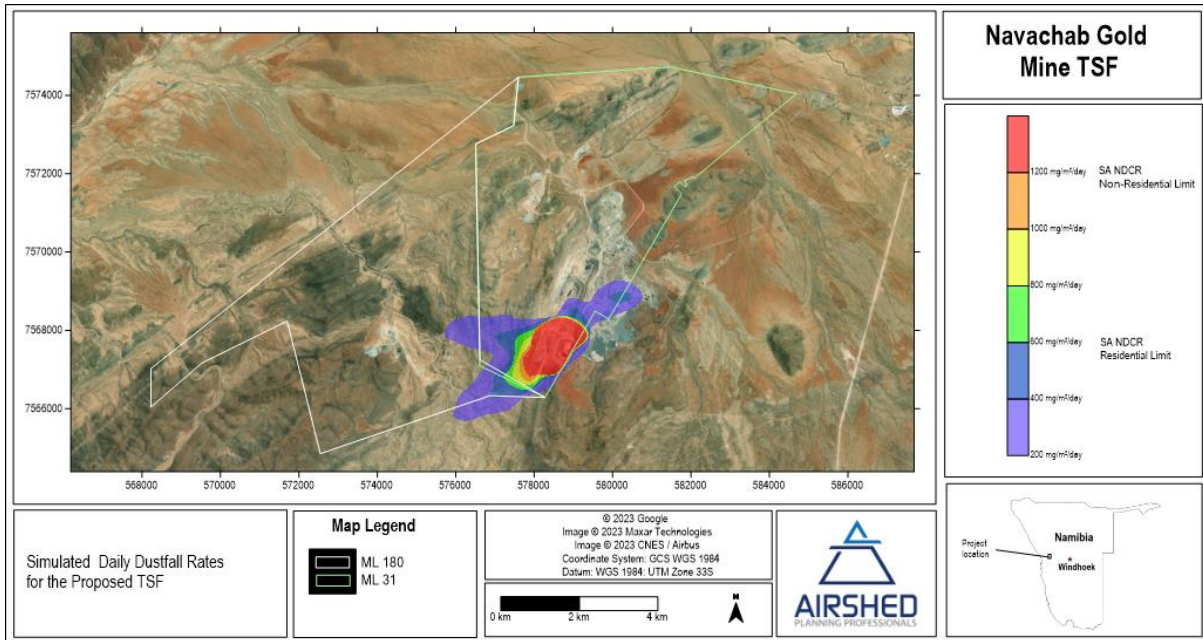 7574000
7572000
7570000
7568000
7566000
568000
570000
572000
574000
576000
578000
580000
582000
584000
586000
Navachab Gold
Mine TSF
1200 mg/m²/day
SA NDCR
Non-Residential Limit
1000 mg/m²/day
800 mg/m²/day
600 mg/m²/day
SA NDCR
Residential Limit
400 mg/m²/day
200 mg/m²/day
Simulated Daily Dustfall Rates
for the Proposed TSF
Map Legend
ML 180
ML 31
© 2023 Google
Image © 2023 Maxar Technologies
Image © 2023 CNES / Airbus
Coordinate System: GCS WGS 1984
Datum: WGS 1984: UTM Zone 33S
0 km
2 km
4 km
N
AIRSHED
PLANNING PROFESSIONALS
Project
location
Namibia
Windhoek